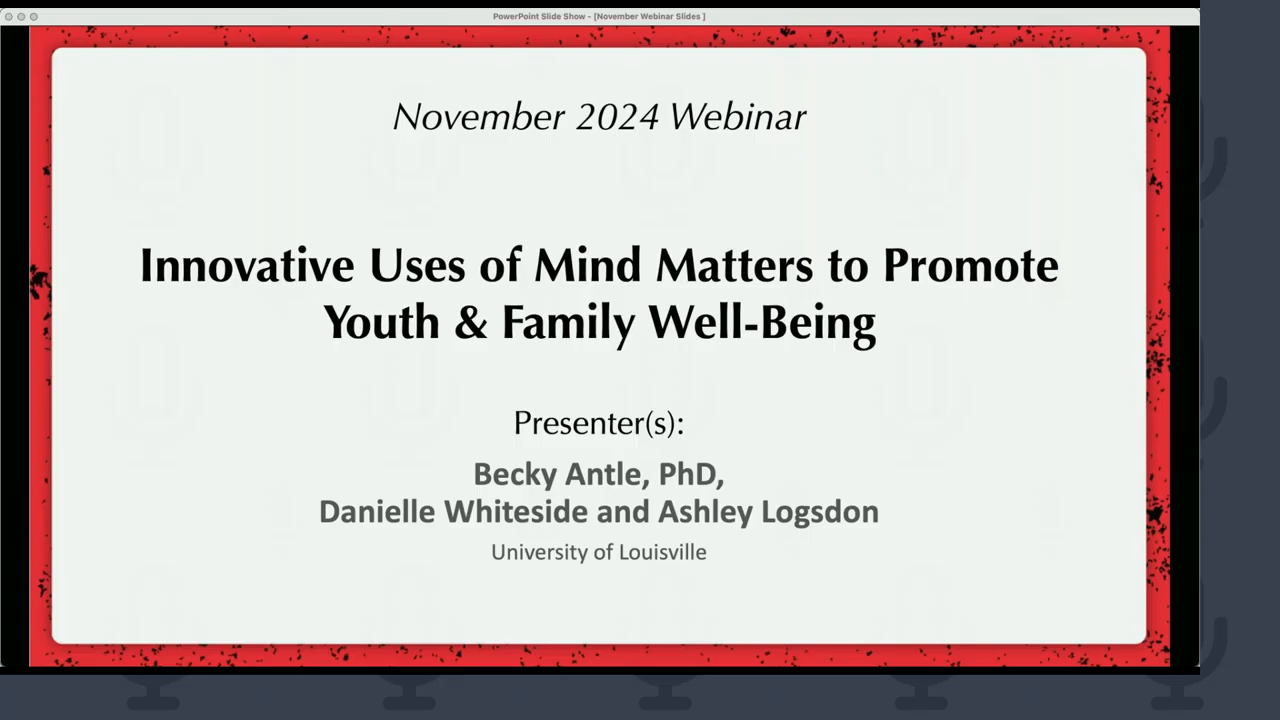 PowerPoint Slide Show - [November Webinar Slides ]
November 2024 Webinar
Innovative Uses of Mind Matters to Promote
Youth & Family Well-Being
Presenter(s):
Becky Antle, PhD,
Danielle Whiteside and Ashley Logsdon
University of Louisville